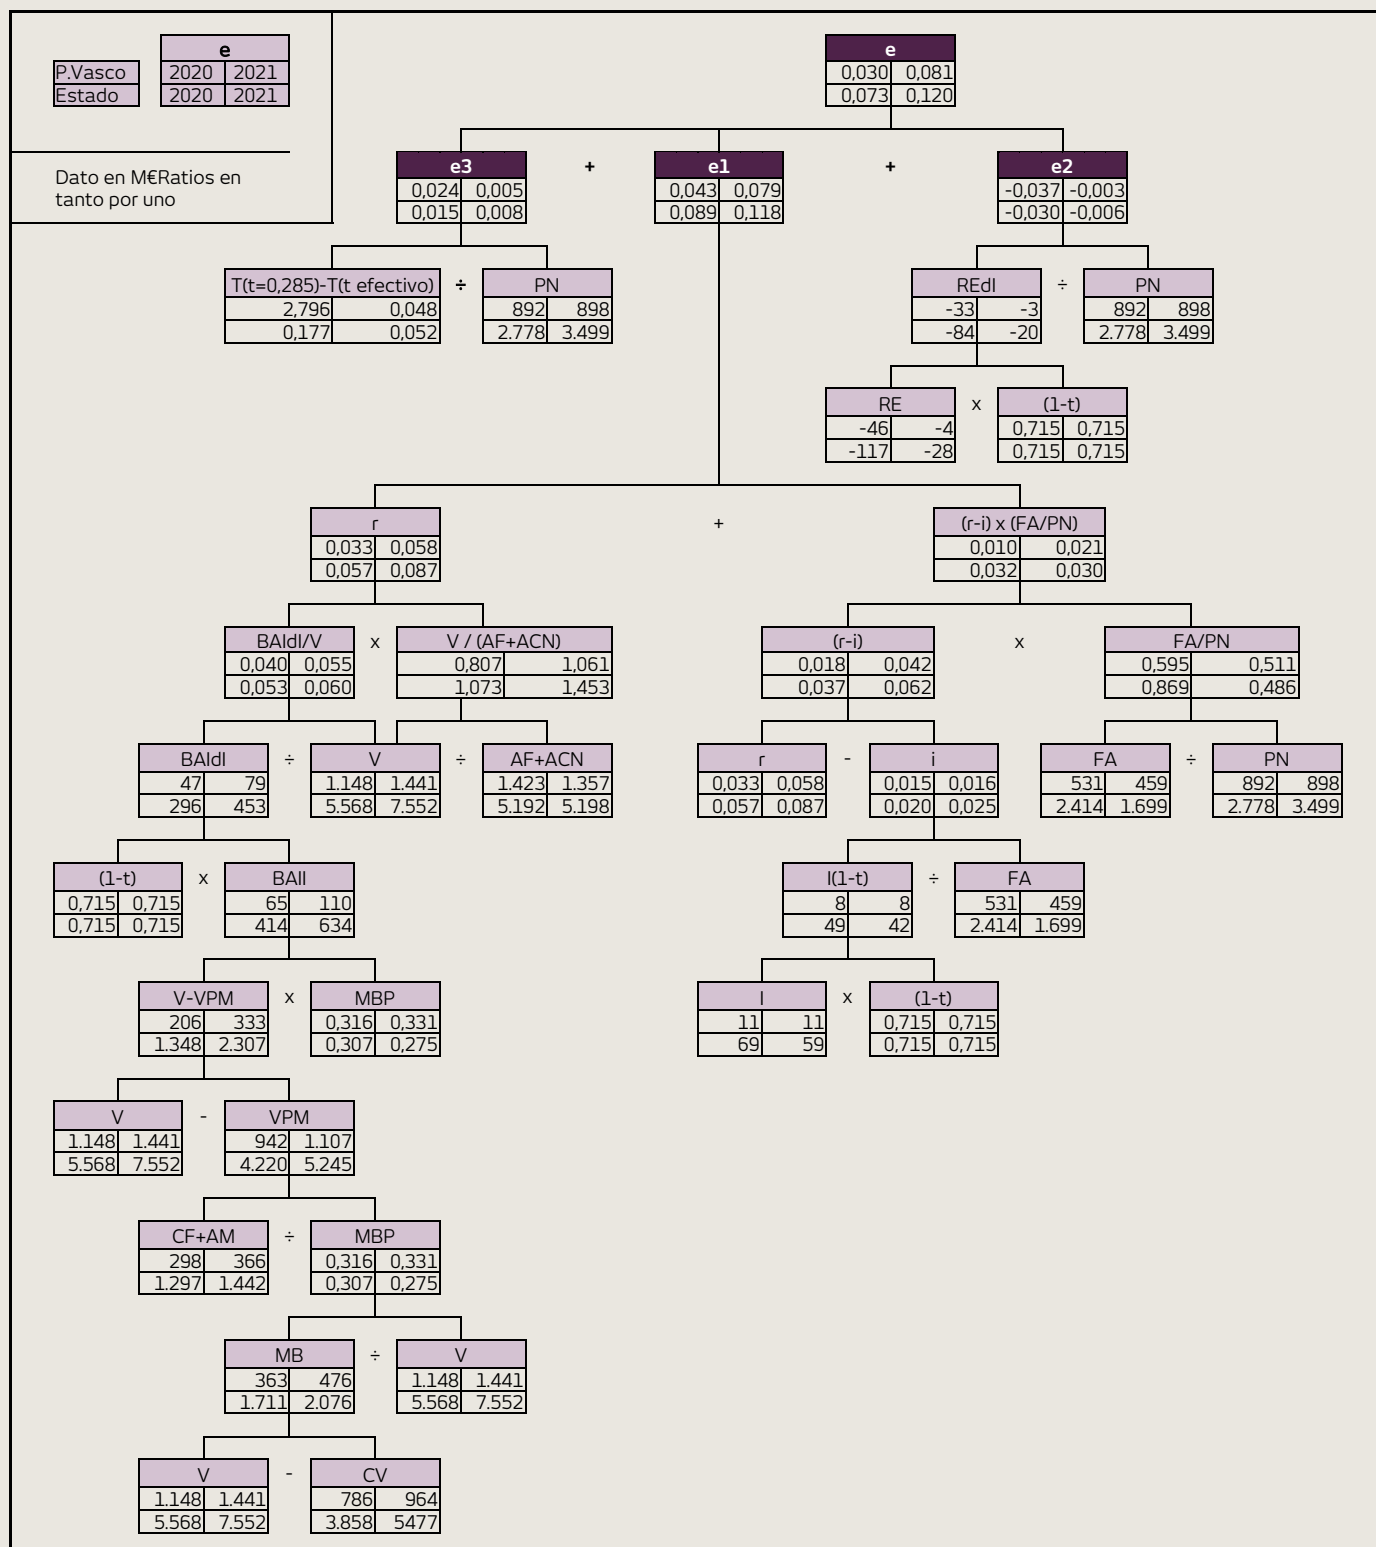 e
P.Vasco 2020 2021
Estado 2020 2021
Dato en M€Ratios en
tanto por uno
e
0,030 0,081
0,073 0,120
e3 + e1 + e2
0,024 0,005 0,043 0,079 -0,037 -0,003
0,015 0,008 0,089 0,118 -0,030 -0,006
T(t=0,285)-T(t efectivo) ÷ PN REdI ÷ PN
2,796 0,048 892 898 -33 -3 892 898
0,177 0,052 2.778 3.499 -84 -20 2.778 3.499
RE x (1-t)
-46 -4 0,715 0,715
-117 -28 0,715 0,715
r + (r-i) x (FA/PN)
0,033 0,058 0,010 0,021
0,057 0,087 0,032 0,030
BAIdI/V x V / (AF+ACN) (r-i) x FA/PN
0,040 0,055 0,807 1,061 0,018 0,042 0,595 0,511
0,053 0,060 1,073 1,453 0,037 0,062 0,869 0,486
BAIdI ÷ V ÷ AF+ACN r - i FA ÷ PN
47 79 1.148 1.441 1.423 1.357 0,033 0,058 0,015 0,016 531 459 892 898
296 453 5.568 7.552 5.192 5.198 0,057 0,087 0,020 0,025 2.414 1.699 2.778 3.499
(1-t) x BAII I(1-t) ÷ FA
0,715 0,715 65 110 8 8 531 459
0,715 0,715 414 634 49 42 2.414 1.699
V-VPM x MBP I x (1-t)
206 333 0,316 0,331 11 11 0,715 0,715
1.348 2.307 0,307 0,275 69 59 0,715 0,715
V - VPM
1.148 1.441 942 1.107
5.568 7.552 4.220 5.245
CF+AM ÷ MBP
298 366 0,316 0,331
1.297 1.442 0,307 0,275
MB ÷ V
363 476 1.148 1.441
1.711 2.076 5.568 7.552
V - CV
1.148 1.441 786 964
5.568 7.552 3.858 5477